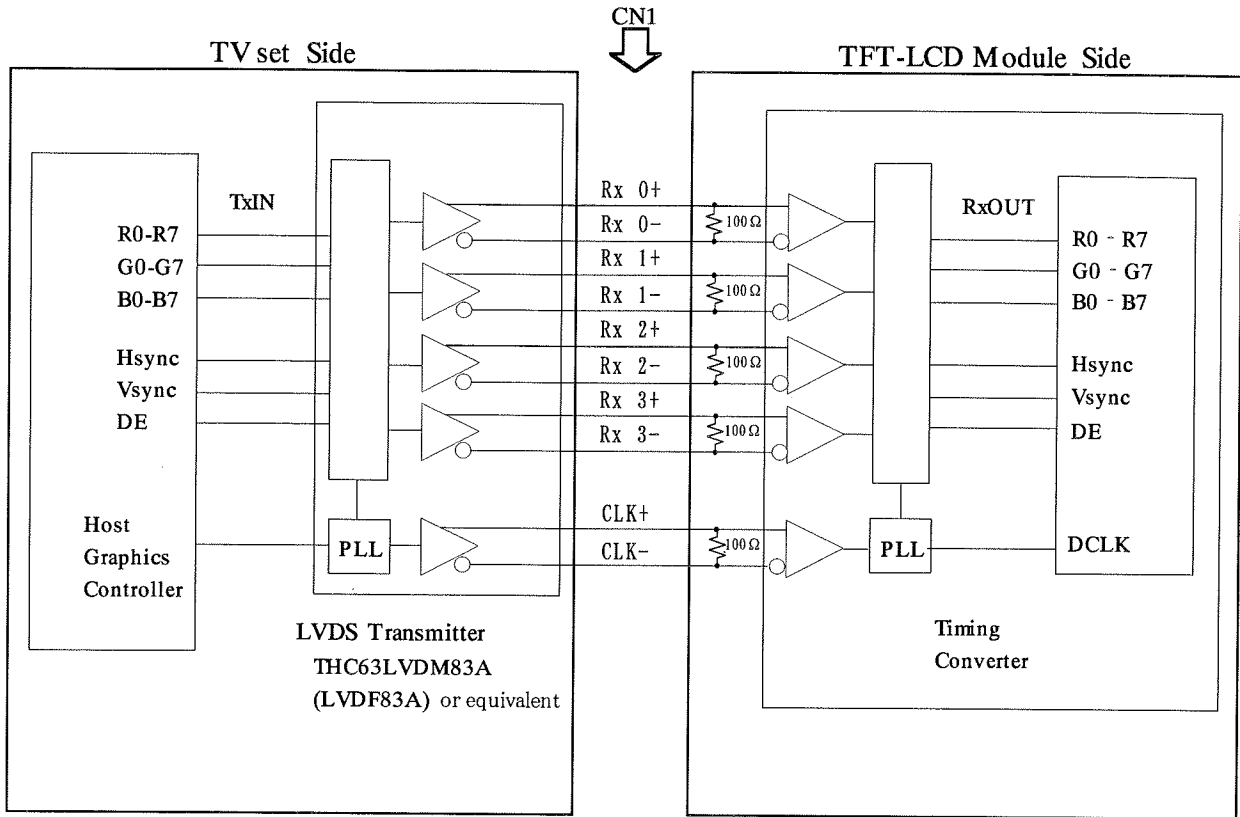 CN1
TV set Side
TFT-LCD Module Side
TxIN
R0-R7
G0-G7
B0-B7
Hsync
Vsync
DE
Host
Graphics
Controller
PLL
LVDS Transmitter
THC63LVDM83A
(LVDF83A) or equivalent
Rx 0+
Rx 0-
100Ω
Rx 1+
Rx 1-
100Ω
Rx 2+
Rx 2-
100Ω
Rx 3+
Rx 3-
100Ω
CLK+
CLK-
100Ω
RxOUT
R0 - R7
G0 - G7
B0 - B7
Hsync
Vsync
DE
PLL
DCLK
Timing
Converter